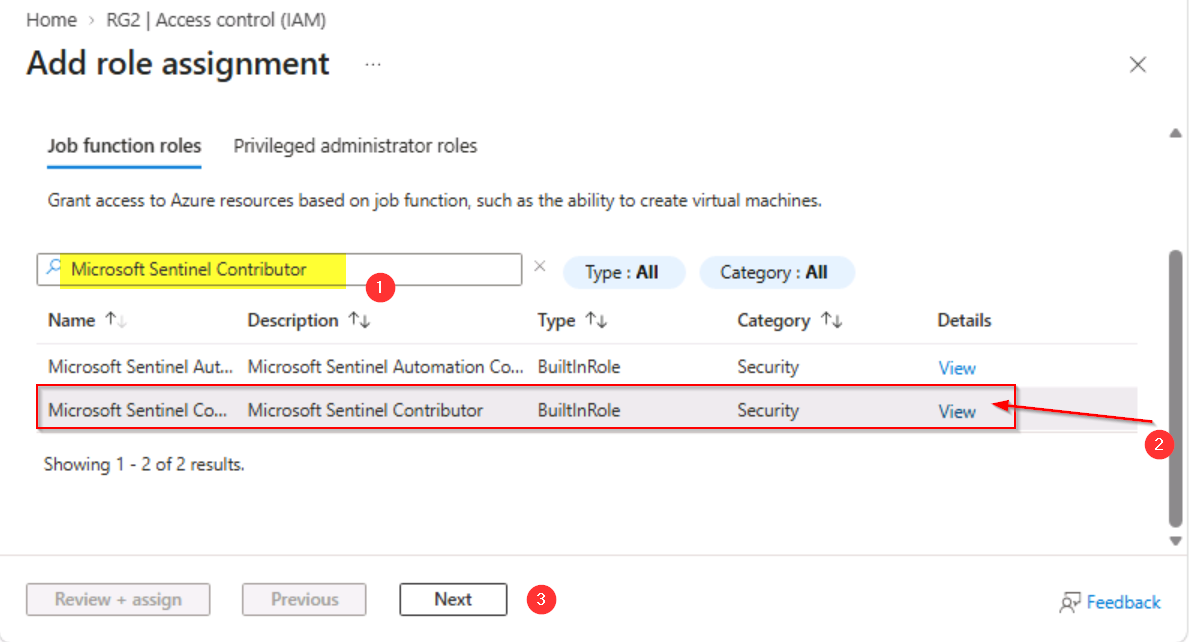 Home > RG2 | Access control (IAM)
Add role assignment ...
Job function roles Privileged administrator roles
Grant access to Azure resources based on job function, such as the ability to create virtual machines.
Microsoft Sentinel Contributor × Type : All Category : All
1
Name ↑↓ Description ↑↓ Type ↑↓ Category ↑↓ Details
Microsoft Sentinel Aut... Microsoft Sentinel Automation Co... BuiltInRole Security View
Microsoft Sentinel Co... Microsoft Sentinel Contributor BuiltInRole Security View
2
Showing 1 - 2 of 2 results.
Review + assign Previous Next 3 Feedback